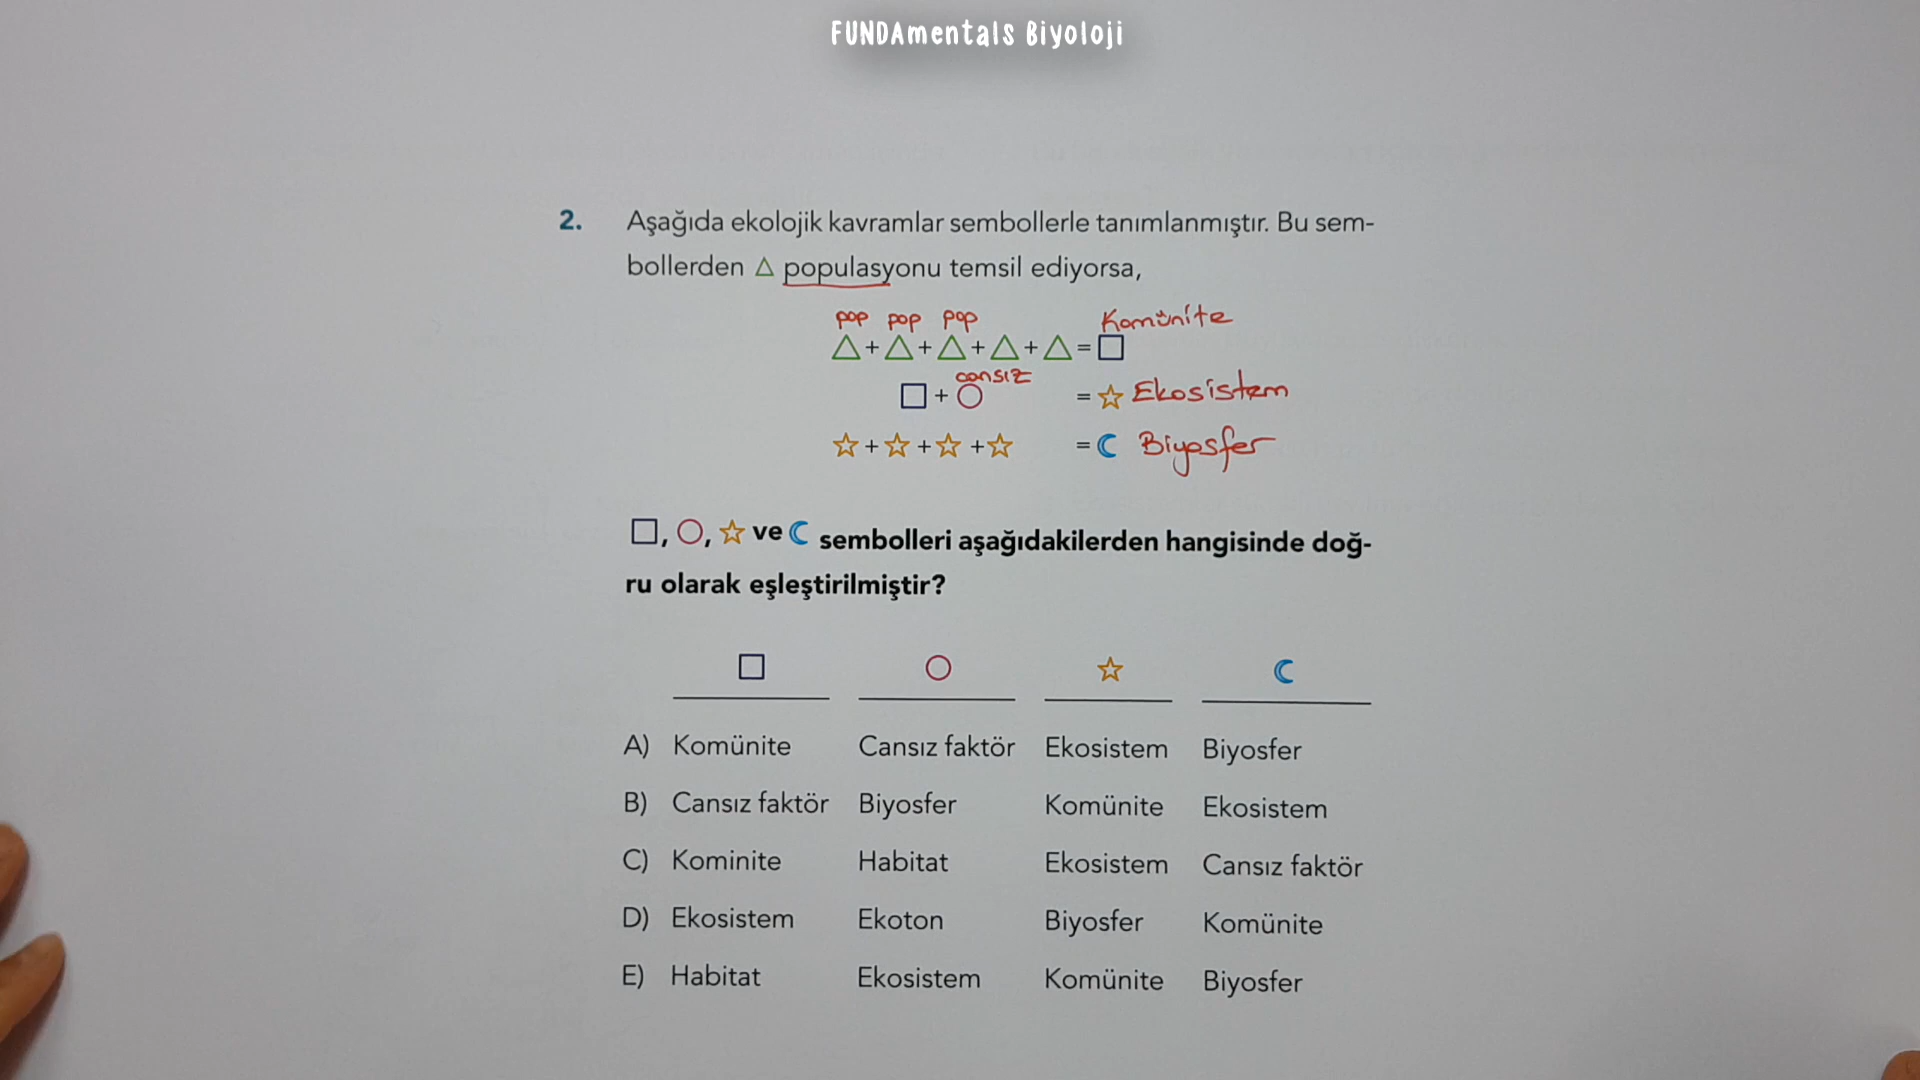 FUNDAmentals Biyoloji
2. Aşağıda ekolojik kavramlar sembollerle tanımlanmıştır. Bu sem-
bollerden △ populasyonu temsil ediyorsa,
pop pop pop Komünite
△+△+△+△+△=□
cansız
□+○ =☆ Ekosistem
☆+☆+☆+☆ =☾ Biyosfer
□, ○, ☆ ve ☾ sembolleri aşağıdakilerden hangisinde doğ-
ru olarak eşleştirilmiştir?
□ ○ ☆ ☾
A) Komünite Cansız faktör Ekosistem Biyosfer
B) Cansız faktör Biyosfer Komünite Ekosistem
C) Kominite Habitat Ekosistem Cansız faktör
D) Ekosistem Ekoton Biyosfer Komünite
E) Habitat Ekosistem Komünite Biyosfer